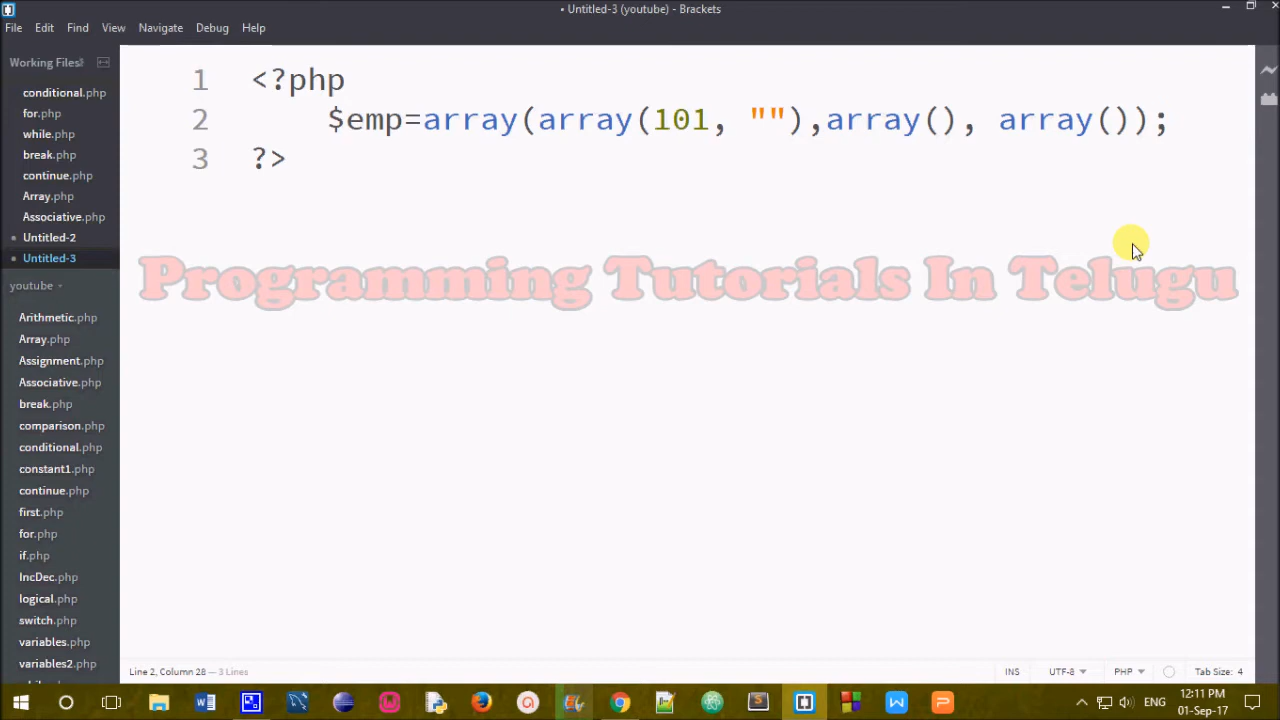 • Untitled-3 (youtube) - Brackets
File Edit Find View Navigate Debug Help
Working Files
conditional.php
for.php
while.php
break.php
continue.php
Array.php
Associative.php
• Untitled-2
• Untitled-3
youtube
Arithmetic.php
Array.php
Assignment.php
Associative.php
break.php
comparison.php
conditional.php
constant1.php
continue.php
first.php
for.php
if.php
IncDec.php
logical.php
switch.php
variables.php
variables2.php
1 <?php
2 $emp=array(array(101, ""),array(), array());
3 ?>
Programming Tutorials In Telugu
Line 2, Column 28 — 3 Lines
INS UTF-8 PHP Tab Size: 4
ENG
12:11 PM
01-Sep-17